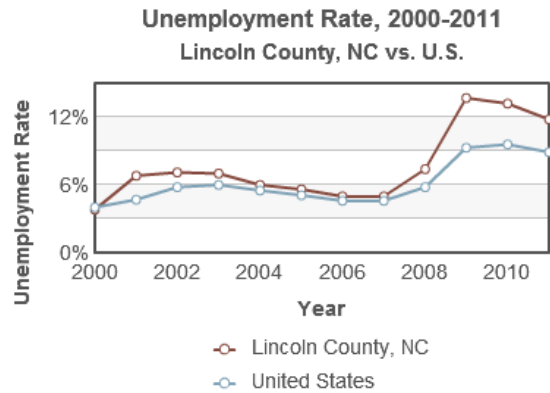 Unemployment Rate, 2000-2011
Lincoln County, NC vs. U.S.
Unemployment Rate
12%
6%
0%
2000 2002 2004 2006 2008 2010
Year
Lincoln County, NC
United States